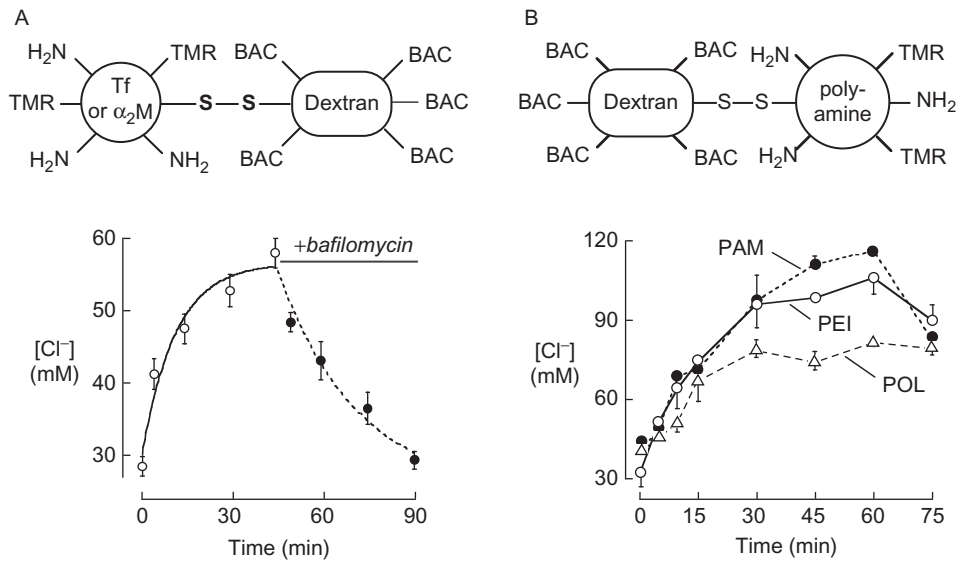 A
H₂N
TMR
TMR
Tf
or α₂M
S
S
H₂N
NH₂
BAC
BAC
Dextran
BAC
BAC
BAC
B
BAC
BAC
BAC
Dextran
S
S
BAC
BAC
H₂N
TMR
poly-
amine
NH₂
H₂N
TMR
60
50
40
30
[Cl⁻]
(mM)
+bafilomycin
0
30
60
90
Time (min)
120
90
60
30
[Cl⁻]
(mM)
PAM
PEI
POL
0
15
30
45
60
75
Time (min)